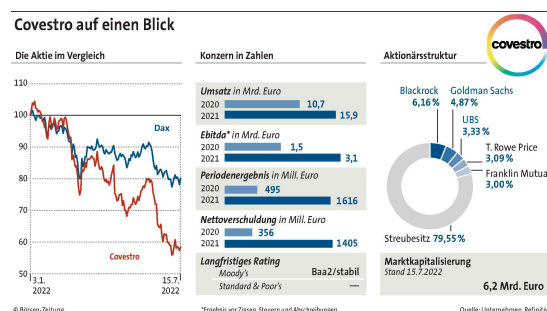 Covestro auf einen Blick
covestro
Die Aktie im Vergleich
110
100
90
80
70
60
50
Dax
Covestro
3.1.
2022
15.7.
2022
© Börsen-Zeitung
Konzern in Zahlen
Umsatz in Mrd. Euro
2020 10,7
2021 15,9
Ebitda* in Mrd. Euro
2020 1,5
2021 3,1
Periodenergebnis in Mill. Euro
2020 495
2021 1616
Nettoverschuldung in Mill. Euro
2020 356
2021 1405
Langfristiges Rating
Moody's Baa2/stabil
Standard & Poor's —
*Ergebnis vor Zinsen, Steuern und Abschreibungen
Aktionärsstruktur
Blackrock
6,16 %
Goldman Sachs
4,87 %
UBS
3,33 %
T. Rowe Price
3,09 %
Franklin Mutua
3,00 %
Streubesitz 79,55 %
Marktkapitalisierung
Stand 15.7.2022
6,2 Mrd. Euro
Quelle: Unternehmen, Refinitiv